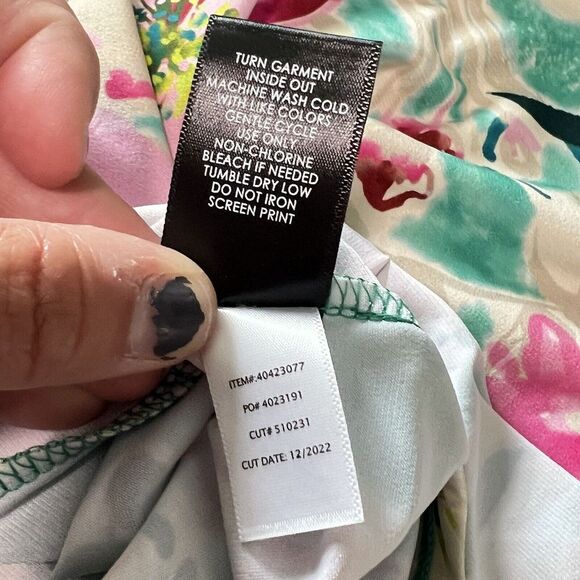 TURN GARMENT
INSIDE OUT
MACHINE WASH COLD
WITH LIKE COLORS
GENTLE CYCLE
USE ONLY
NON-CHLORINE
BLEACH IF NEEDED
TUMBLE DRY LOW
DO NOT IRON
SCREEN PRINT
ITEM#:40423077
PO# 4023191
CUT# 510231
CUT DATE: 12/2022